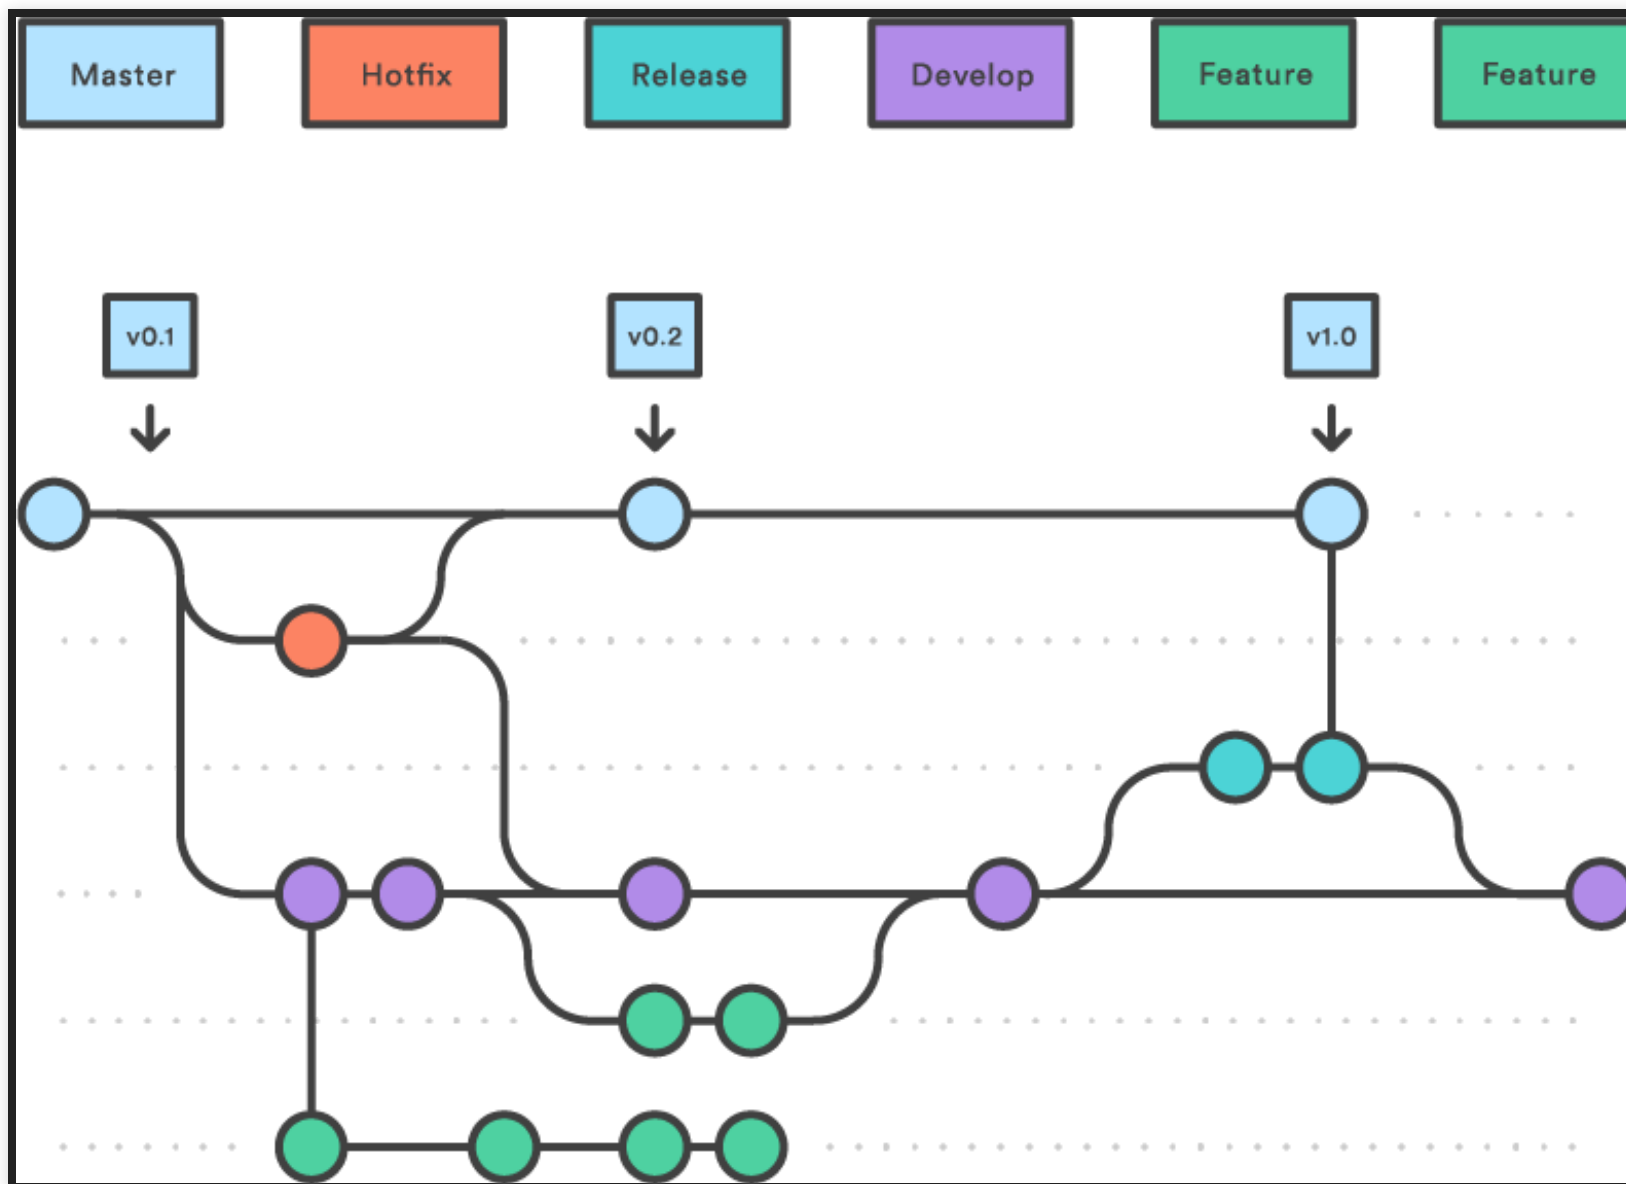 Master
Hotfix
Release
Develop
Feature
Feature
v0.1
v0.2
v1.0